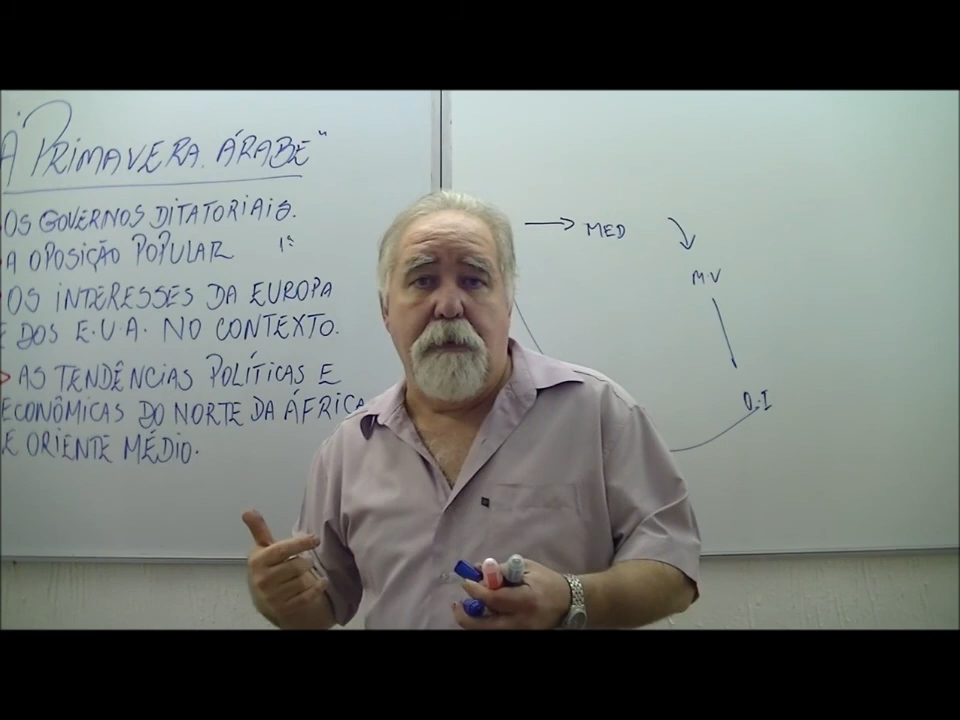 "A PRIMAVERA ÁRABE"
OS GOVERNOS DITATORIAIS.
A OPOSIÇÃO POPULAR 1º
OS INTERESSES DA EUROPA
E DOS E.U.A. NO CONTEXTO.
AS TENDÊNCIAS POLÍTICAS E
ECONÔMICAS DO NORTE DA ÁFRICA
E ORIENTE MÉDIO.
MED
MV
O.I